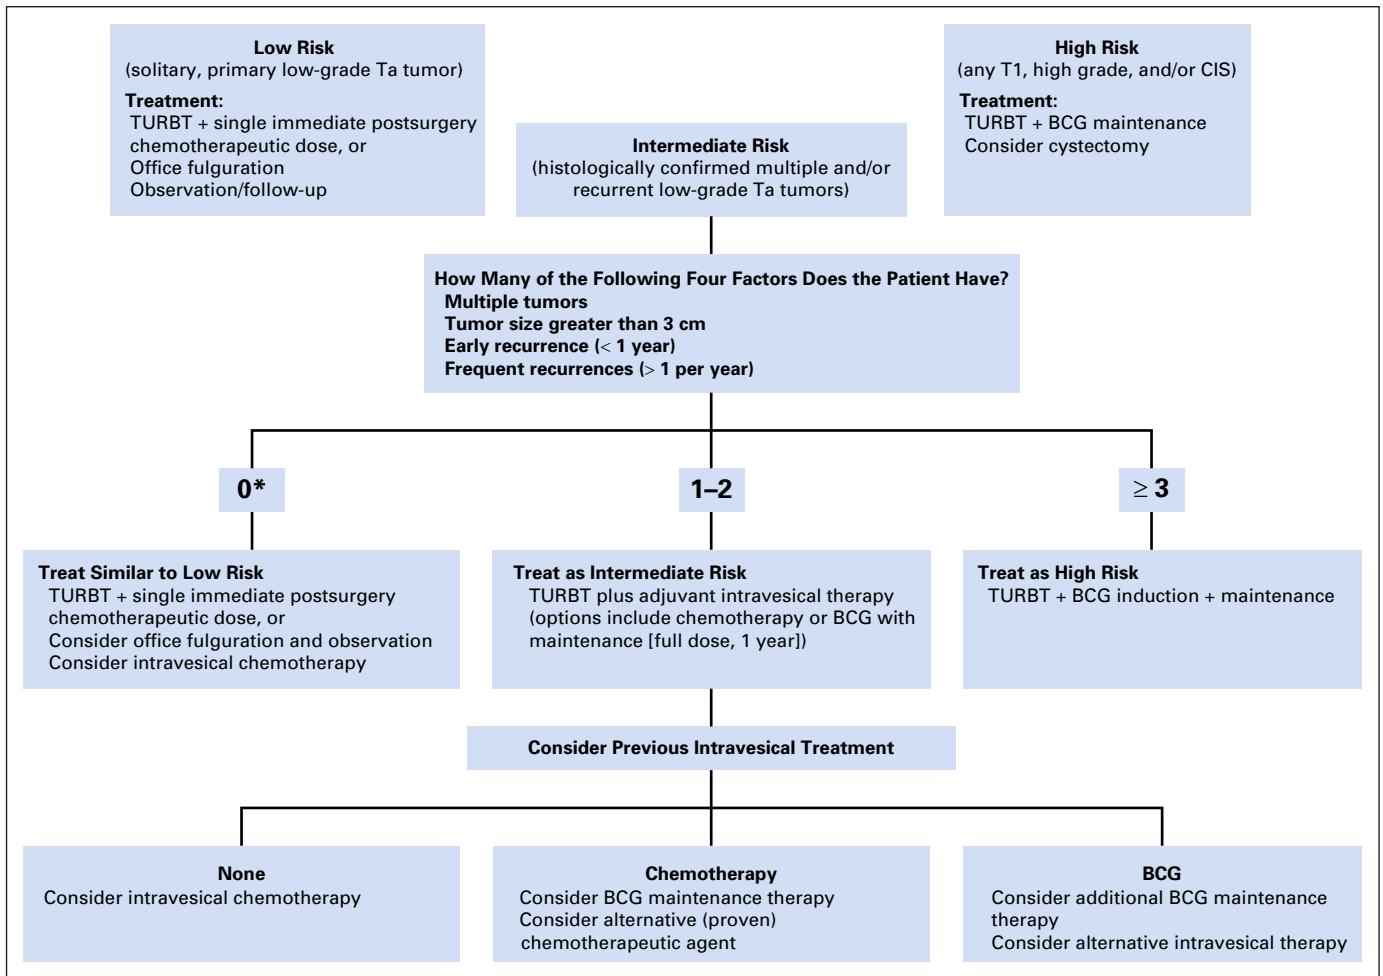 Low Risk
(solitary, primary low-grade Ta tumor)
Treatment:
TURBT + single immediate postsurgery
chemotherapeutic dose, or
Office fulguration
Observation/follow-up
Intermediate Risk
(histologically confirmed multiple and/or
recurrent low-grade Ta tumors)
High Risk
(any T1, high grade, and/or CIS)
Treatment:
TURBT + BCG maintenance
Consider cystectomy
How Many of the Following Four Factors Does the Patient Have?
Multiple tumors
Tumor size greater than 3 cm
Early recurrence (< 1 year)
Frequent recurrences (> 1 per year)
0*
1–2
≥ 3
Treat Similar to Low Risk
TURBT + single immediate postsurgery
chemotherapeutic dose, or
Consider office fulguration and observation
Consider intravesical chemotherapy
Treat as Intermediate Risk
TURBT plus adjuvant intravesical therapy
(options include chemotherapy or BCG with
maintenance [full dose, 1 year])
Treat as High Risk
TURBT + BCG induction + maintenance
Consider Previous Intravesical Treatment
None
Consider intravesical chemotherapy
Chemotherapy
Consider BCG maintenance therapy
Consider alternative (proven)
chemotherapeutic agent
BCG
Consider additional BCG maintenance
therapy
Consider alternative intravesical therapy